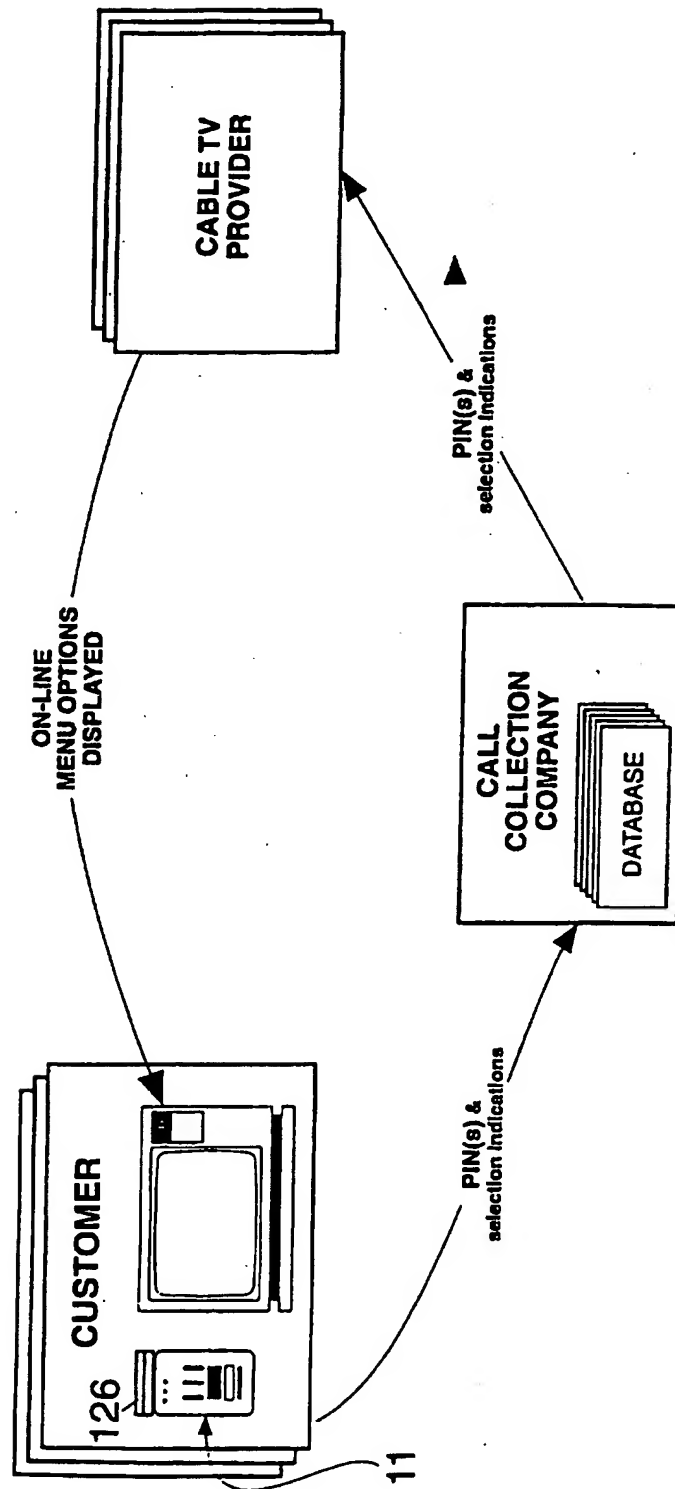 CUSTOMER
126
11
ON-LINE
MENU OPTIONS
DISPLAYED
CABLE TV
PROVIDER
PIN(s) &
selection indications
CALL
COLLECTION
COMPANY
DATABASE
PIN(s) &
selection indications